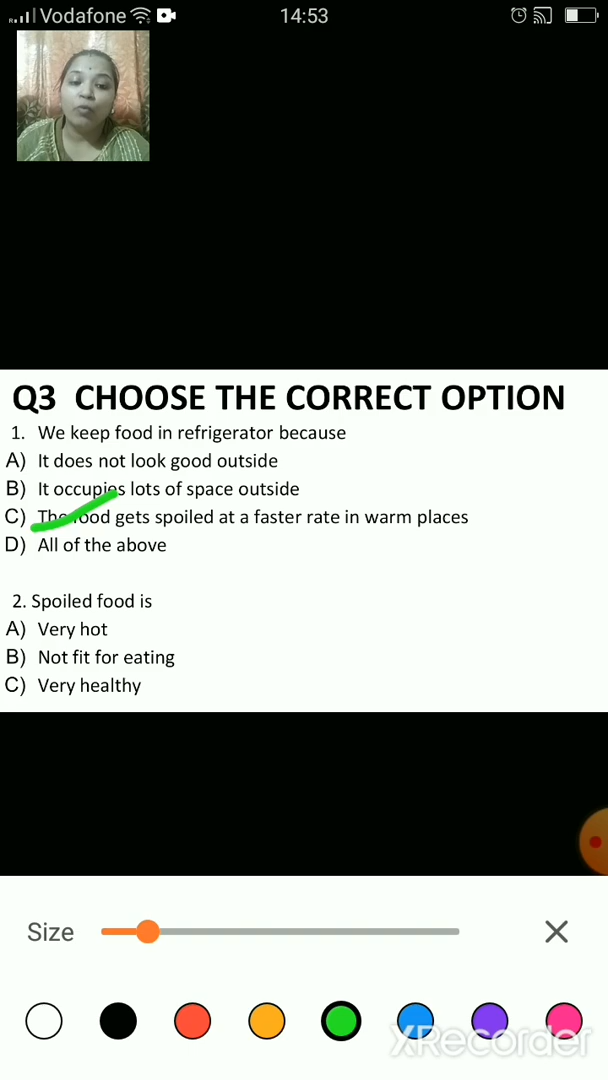 Vodafone
14:53
Q3 CHOOSE THE CORRECT OPTION
1. We keep food in refrigerator because
A) It does not look good outside
B) It occupies lots of space outside
C) The food gets spoiled at a faster rate in warm places
D) All of the above
2. Spoiled food is
A) Very hot
B) Not fit for eating
C) Very healthy
Size
XRecorder